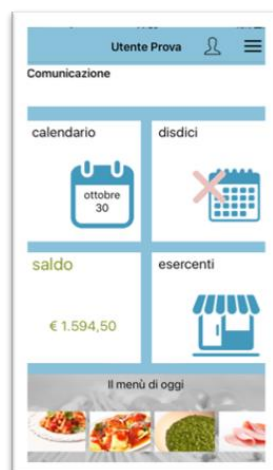 Utente Prova
Comunicazione
calendario
disdici
ottobre
30
saldo
esercenti
€ 1.594,50
Il menù di oggi